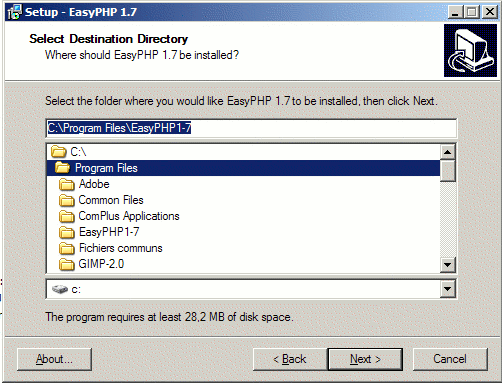 Setup - EasyPHP 1.7
Select Destination Directory
Where should EasyPHP 1.7 be installed?
Select the folder where you would like EasyPHP 1.7 to be installed, then click Next.
C:\Program Files\EasyPHP1-7
C:\
Program Files
Adobe
Common Files
ComPlus Applications
EasyPHP1-7
Fichiers communs
GIMP-2.0
c:
The program requires at least 28,2 MB of disk space.
About... < Back Next > Cancel